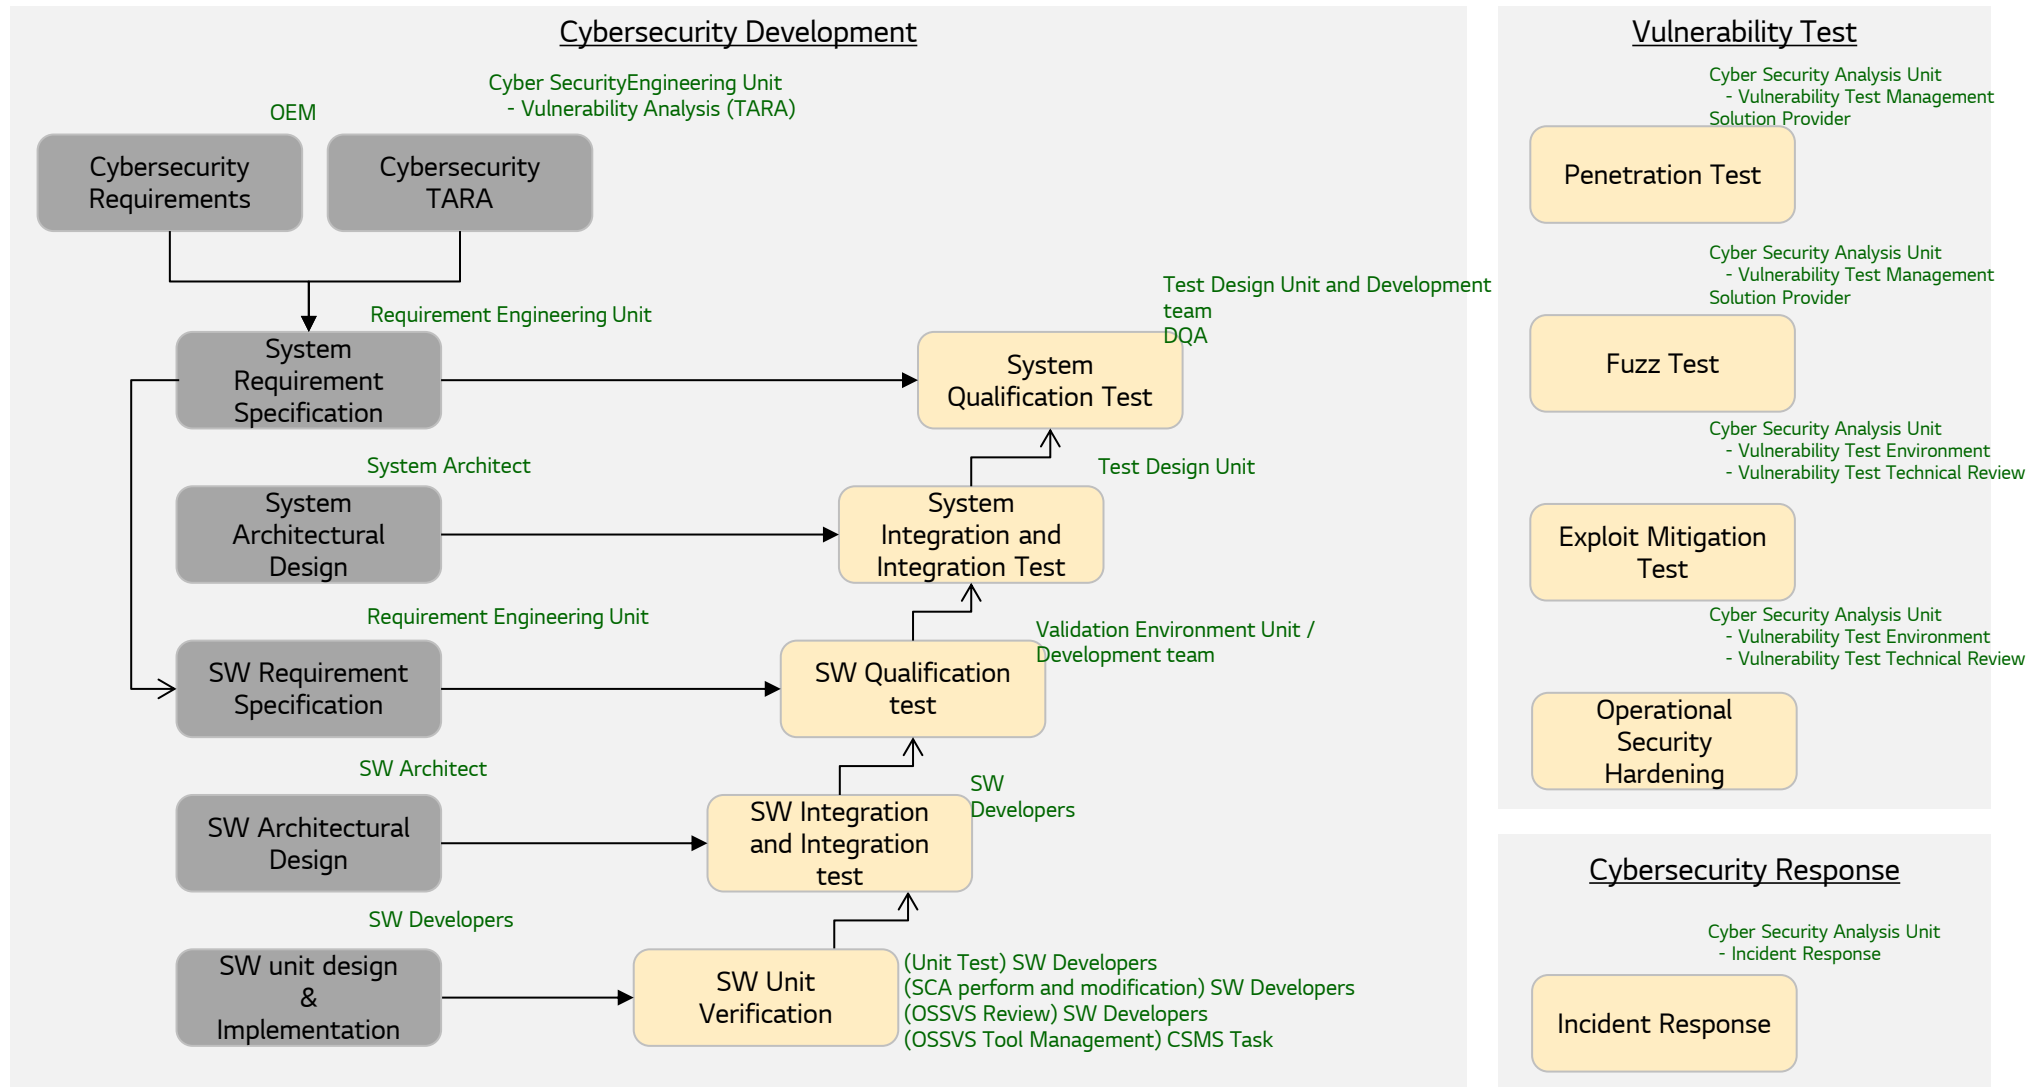 Cybersecurity Development
Cyber SecurityEngineering Unit
- Vulnerability Analysis (TARA)
OEM
Cybersecurity
Requirements
Cybersecurity
TARA
Requirement Engineering Unit
System
Requirement
Specification
Test Design Unit and Development
team
DQA
System
Qualification Test
System Architect
System
Architectural
Design
Test Design Unit
System
Integration and
Integration Test
Requirement Engineering Unit
SW Requirement
Specification
Validation Environment Unit /
Development team
SW Qualification
test
SW Architect
SW Architectural
Design
SW
Developers
SW Integration
and Integration
test
SW Developers
SW unit design
&
Implementation
SW Unit
Verification
(Unit Test) SW Developers
(SCA perform and modification) SW Developers
(OSSVS Review) SW Developers
(OSSVS Tool Management) CSMS Task
Vulnerability Test
Cyber Security Analysis Unit
- Vulnerability Test Management
Solution Provider
Penetration Test
Cyber Security Analysis Unit
- Vulnerability Test Management
Solution Provider
Fuzz Test
Cyber Security Analysis Unit
- Vulnerability Test Environment
- Vulnerability Test Technical Review
Exploit Mitigation
Test
Cyber Security Analysis Unit
- Vulnerability Test Environment
- Vulnerability Test Technical Review
Operational
Security
Hardening
Cybersecurity Response
Cyber Security Analysis Unit
- Incident Response
Incident Response